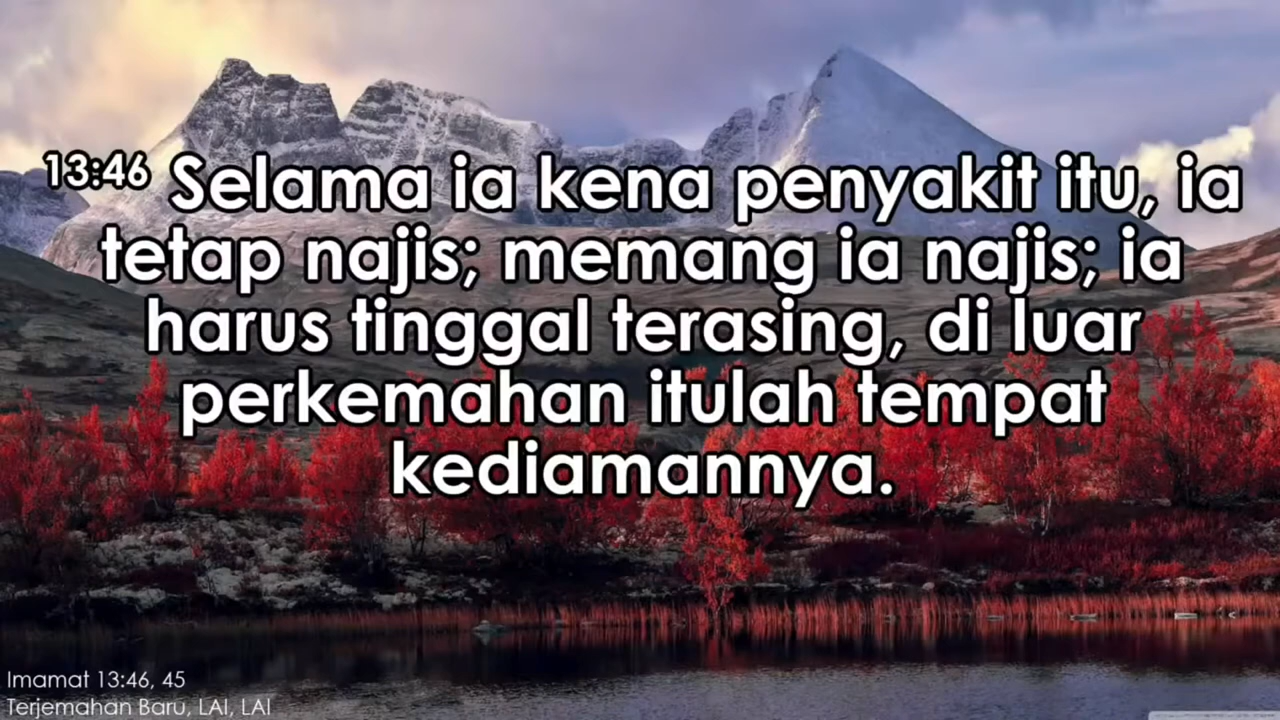 13:46 Selama ia kena penyakit itu, ia
tetap najis; memang ia najis; ia
harus tinggal terasing, di luar
perkemahan itulah tempat
kediamannya.
Imamat 13:46, 45
Terjemahan Baru, LAI, LAI